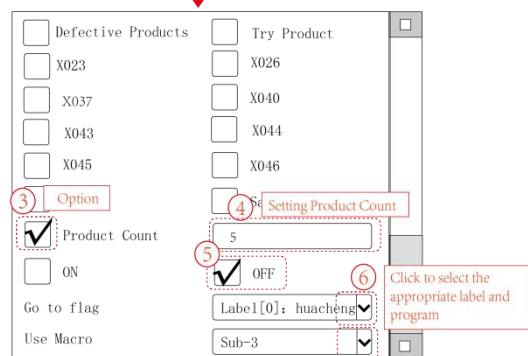 Defective Products Try Product
X023 X026
X037 X040
X043 X044
X045 X046
③ Option ④ Setting Product Count
Product Count 5
⑤
ON OFF ⑥ Click to select the
appropriate label and
program
Go to flag Label[0]: huacheng
Use Macro Sub-3